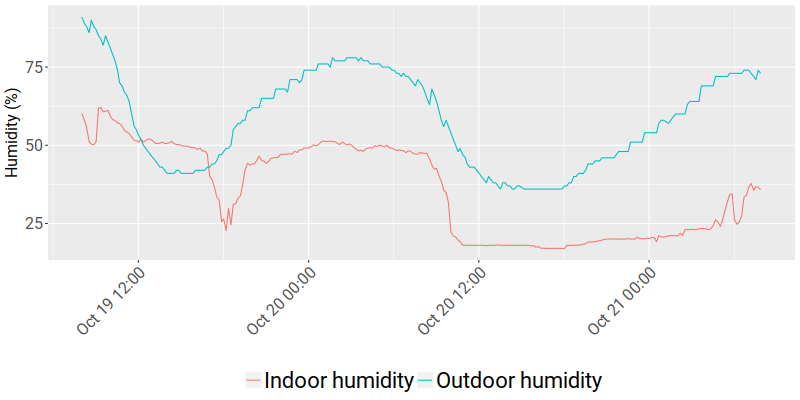 Humidity (%)
75
50
25
Oct 19 12:00
Oct 20 00:00
Oct 20 12:00
Oct 21 00:00
Indoor humidity
Outdoor humidity